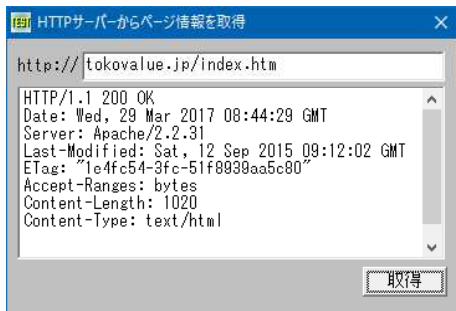 TEST HTTPサーバーからページ情報を取得
http:// tokovalue.jp/index.htm
HTTP/1.1 200 OK
Date: Wed, 29 Mar 2017 08:44:29 GMT
Server: Apache/2.2.31
Last-Modified: Sat, 12 Sep 2015 09:12:02 GMT
ETag: "1e4fc54-3fc-51f8939aa5c80"
Accept-Ranges: bytes
Content-Length: 1020
Content-Type: text/html
取得